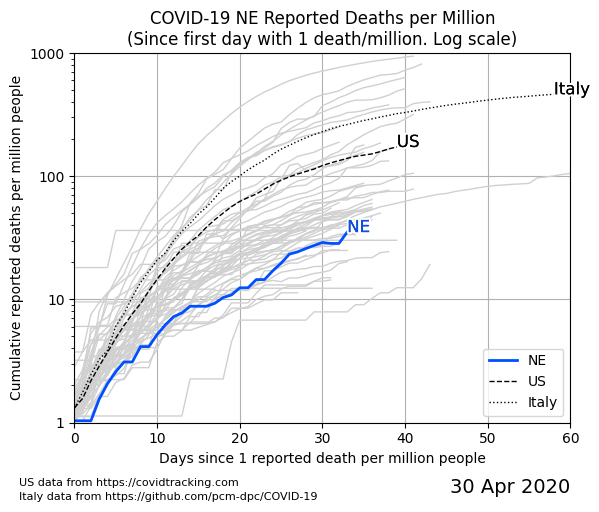 COVID-19 NE Reported Deaths per Million
(Since first day with 1 death/million. Log scale)
Cumulative reported deaths per million people
1000
100
10
1
Italy
US
NE
NE
US
Italy
0 10 20 30 40 50 60
Days since 1 reported death per million people
US data from https://covidtracking.com
Italy data from https://github.com/pcm-dpc/COVID-19
30 Apr 2020